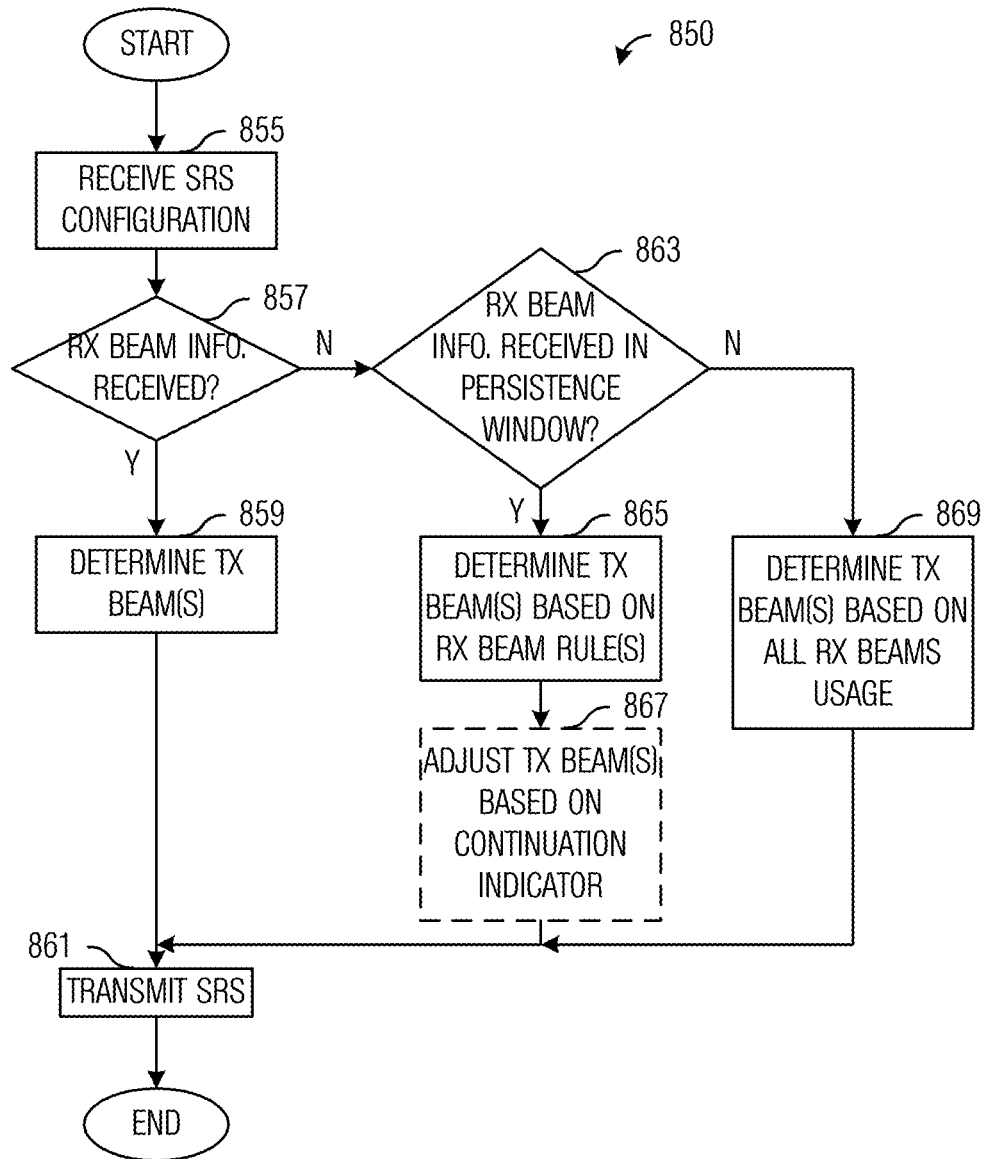 START
850
855
RECEIVE SRS
CONFIGURATION
857
RX BEAM INFO.
RECEIVED?
N
Y
863
RX BEAM
INFO. RECEIVED IN
PERSISTENCE
WINDOW?
N
Y
859
DETERMINE TX
BEAM(S)
865
DETERMINE TX
BEAM(S) BASED ON
RX BEAM RULE(S)
869
DETERMINE TX
BEAM(S) BASED ON
ALL RX BEAMS
USAGE
867
ADJUST TX BEAM(S)
BASED ON
CONTINUATION
INDICATOR
861
TRANSMIT SRS
END